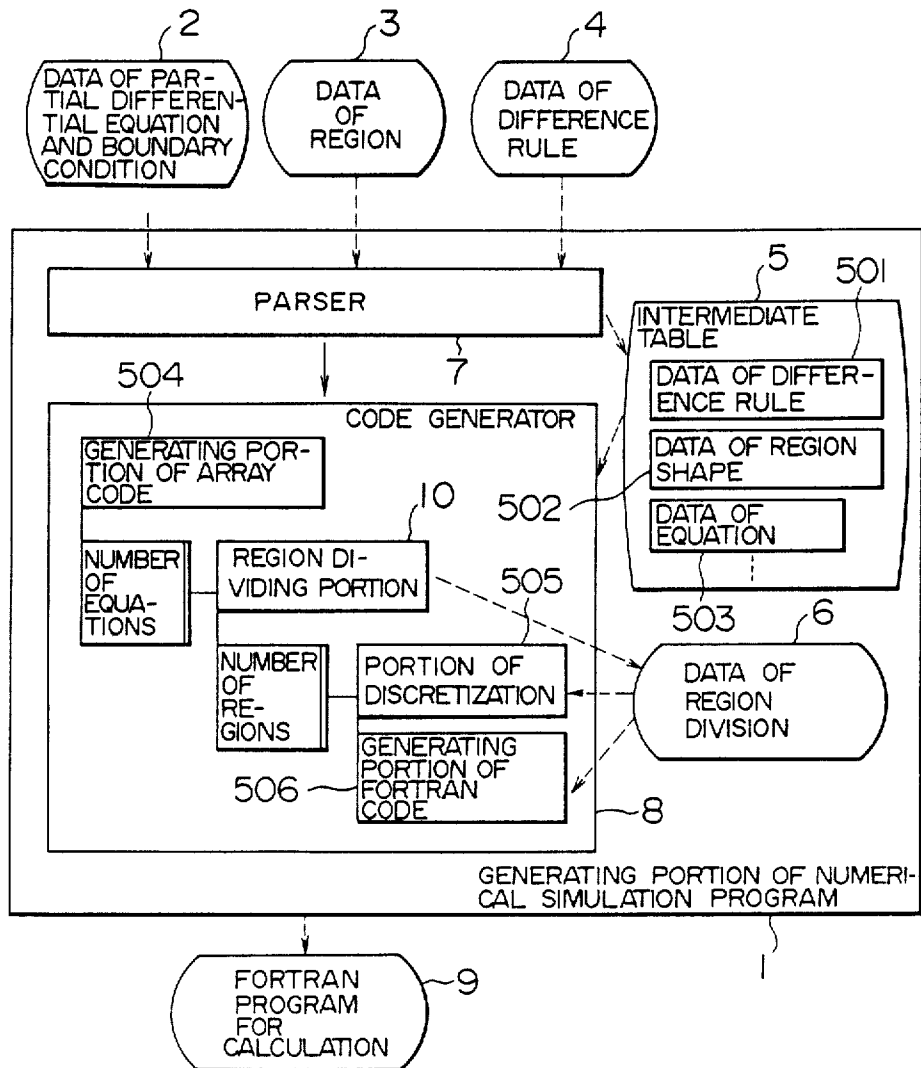 2
3
4
DATA OF PAR-
TIAL DIFFEREN-
TIAL EQUATION
AND BOUNDARY
CONDITION
DATA
OF
REGION
DATA OF
DIFFERENCE
RULE
PARSER
7
5
501
INTERMEDIATE
TABLE
DATA OF DIFFER-
ENCE RULE
DATA OF REGION
SHAPE
502
DATA OF
EQUATION
503
504
CODE GENERATOR
GENERATING POR-
TION OF ARRAY
CODE
10
NUMBER
OF
EQUA-
TIONS
REGION DI-
VIDING PORTION
505
NUMBER
OF
RE-
GIONS
PORTION OF
DISCRETIZATION
506
GENERATING
PORTION OF
FORTRAN
CODE
8
6
DATA OF
REGION
DIVISION
GENERATING PORTION OF NUMERI-
CAL SIMULATION PROGRAM
1
FORTRAN
PROGRAM
FOR
CALCULATION
9